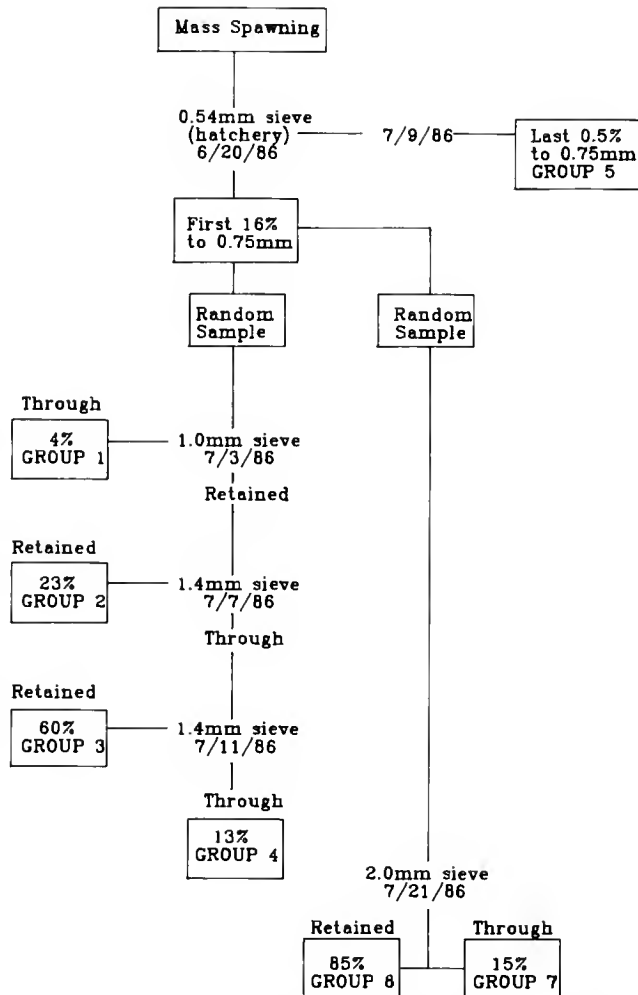 Mass Spawning
0.54mm sieve
(hatchery)
6/20/86
7/9/86
Last 0.5%
to 0.75mm
GROUP 5
First 16%
to 0.75mm
Random
Sample
Random
Sample
Through
4%
GROUP 1
1.0mm sieve
7/3/86
Retained
Retained
23%
GROUP 2
1.4mm sieve
7/7/86
Through
Retained
60%
GROUP 3
1.4mm sieve
7/11/86
Through
13%
GROUP 4
2.0mm sieve
7/21/86
Retained
85%
GROUP 6
Through
15%
GROUP 7